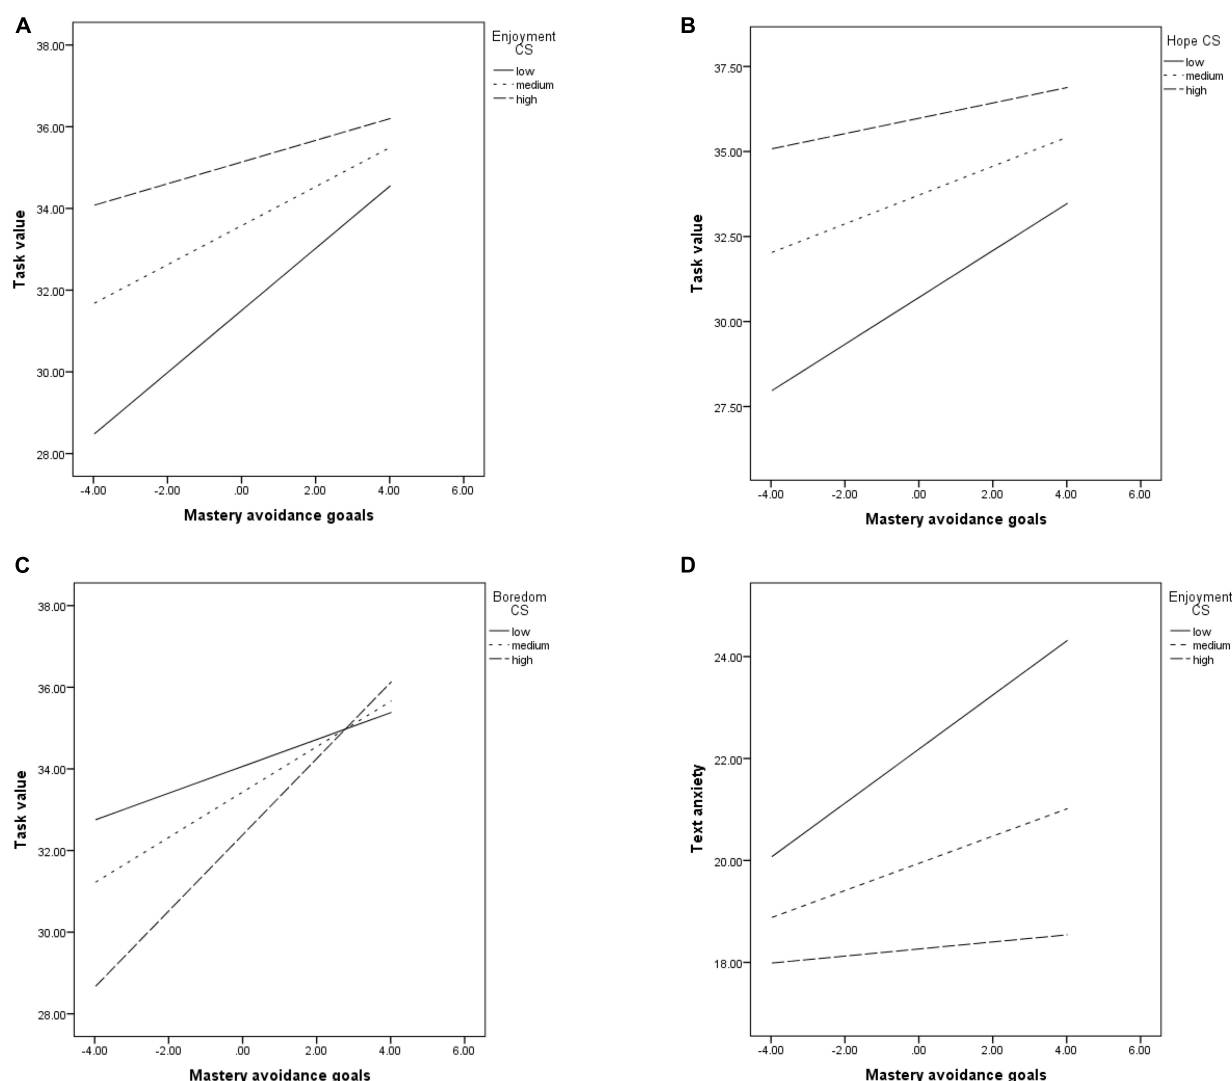 A
Enjoyment
CS
low
medium
high
38.00
36.00
34.00
32.00
30.00
28.00
Task value
-4.00 -2.00 .00 2.00 4.00 6.00
Mastery avoidance goaals
B
Hope CS
low
medium
high
37.50
35.00
32.50
30.00
27.50
Task value
-4.00 -2.00 .00 2.00 4.00 6.00
Mastery avoidance goals
C
Boredom
CS
low
medium
high
38.00
36.00
34.00
32.00
30.00
28.00
Task value
-4.00 -2.00 .00 2.00 4.00 6.00
Mastery avoidance goals
D
Enjoyment
CS
low
medium
high
24.00
22.00
20.00
18.00
Text anxiety
-4.00 -2.00 .00 2.00 4.00 6.00
Mastery avoidance goals